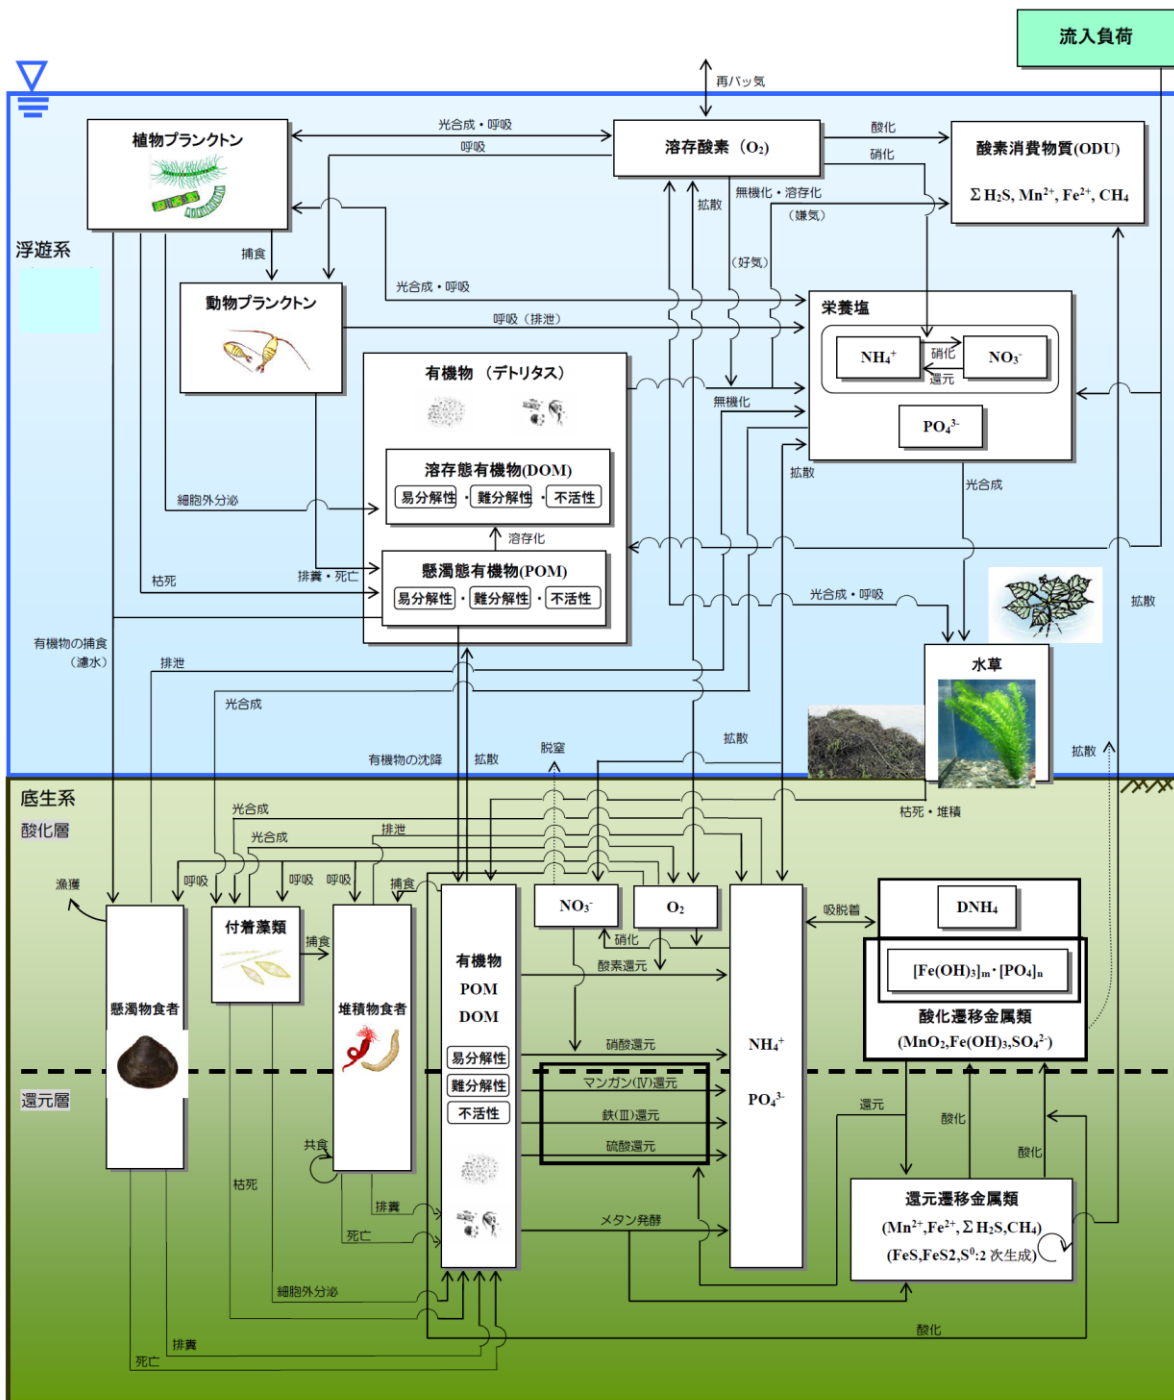 流入負荷
再バッ気
植物プランクトン
光合成・呼吸
呼吸
溶存酸素（O₂）
酸化
硝化
酸素消費物質(ODU)
ΣH₂S, Mn²⁺, Fe²⁺, CH₄
拡散
無機化・溶存化
（嫌気）
浮遊系
捕食
（好気）
光合成・呼吸
動物プランクトン
呼吸（排泄）
栄養塩
NH₄⁺
硝化
還元
NO₃⁻
PO₄³⁻
有機物 （デトリタス）
無機化
拡散
光合成
溶存態有機物(DOM)
易分解性・難分解性・不活性
細胞外分泌
溶存化
懸濁態有機物(POM)
易分解性・難分解性・不活性
枯死
排糞・死亡
光合成・呼吸
拡散
有機物の捕食
（濾水）
排泄
光合成
水草
有機物の沈降
拡散
脱窒
拡散
拡散
底生系
酸化層
光合成
光合成
排泄
枯死・堆積
漁獲
呼吸
呼吸
呼吸
捕食
懸濁物食者
付着藻類
捕食
堆積物食者
有機物
POM
DOM
易分解性
難分解性
不活性
NO₃⁻
O₂
硝化
酸素還元
硝酸還元
マンガン(Ⅳ)還元
鉄(Ⅲ)還元
硫酸還元
メタン発酵
NH₄⁺
PO₄³⁻
吸脱着
DNH₄
[Fe(OH)₃]ₘ・[PO₄]ₙ
酸化遷移金属類
(MnO₂,Fe(OH)₃,SO₄²⁻)
還元層
還元
酸化
酸化
共食
枯死
排糞
死亡
還元遷移金属類
(Mn²⁺,Fe²⁺,ΣH₂S,CH₄)
(FeS,FeS2,S⁰:2 次生成)
細胞外分泌
酸化
排糞
死亡